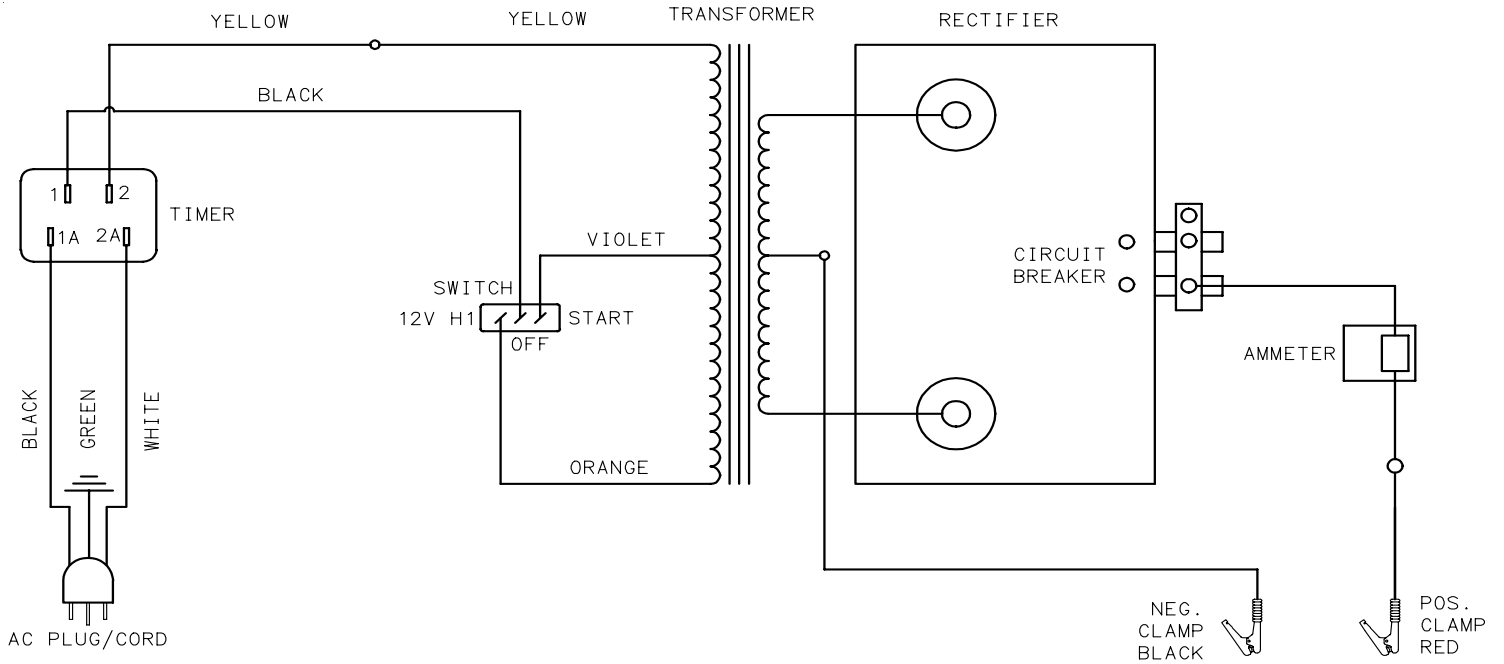 YELLOW
YELLOW
TRANSFORMER
RECTIFIER
BLACK
1
2
TIMER
1A
2A
VIOLET
CIRCUIT
BREAKER
SWITCH
12V H1
START
OFF
AMMETER
BLACK
GREEN
WHITE
ORANGE
AC PLUG/CORD
NEG.
CLAMP
BLACK
POS.
CLAMP
RED